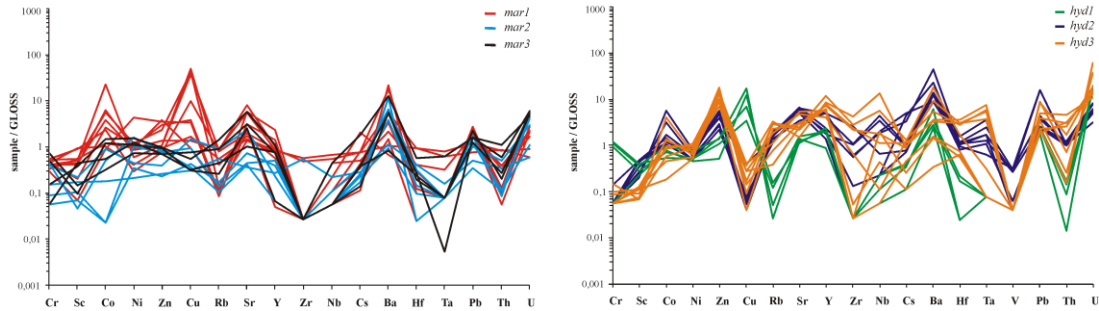 1000
100
10
1
0,1
0,01
0,001
sample / GLOSS
mar1
mar2
mar3
Cr Sc Co Ni Zn Cu Rb Sr Y Zr Nb Cs Ba Hf Ta Pb Th U
1000
100
10
1
0,1
0,01
0,001
sample / GLOSS
hyd1
hyd2
hyd3
Cr Sc Co Ni Zn Cu Rb Sr Y Zr Nb Cs Ba Hf Ta V Pb Th U